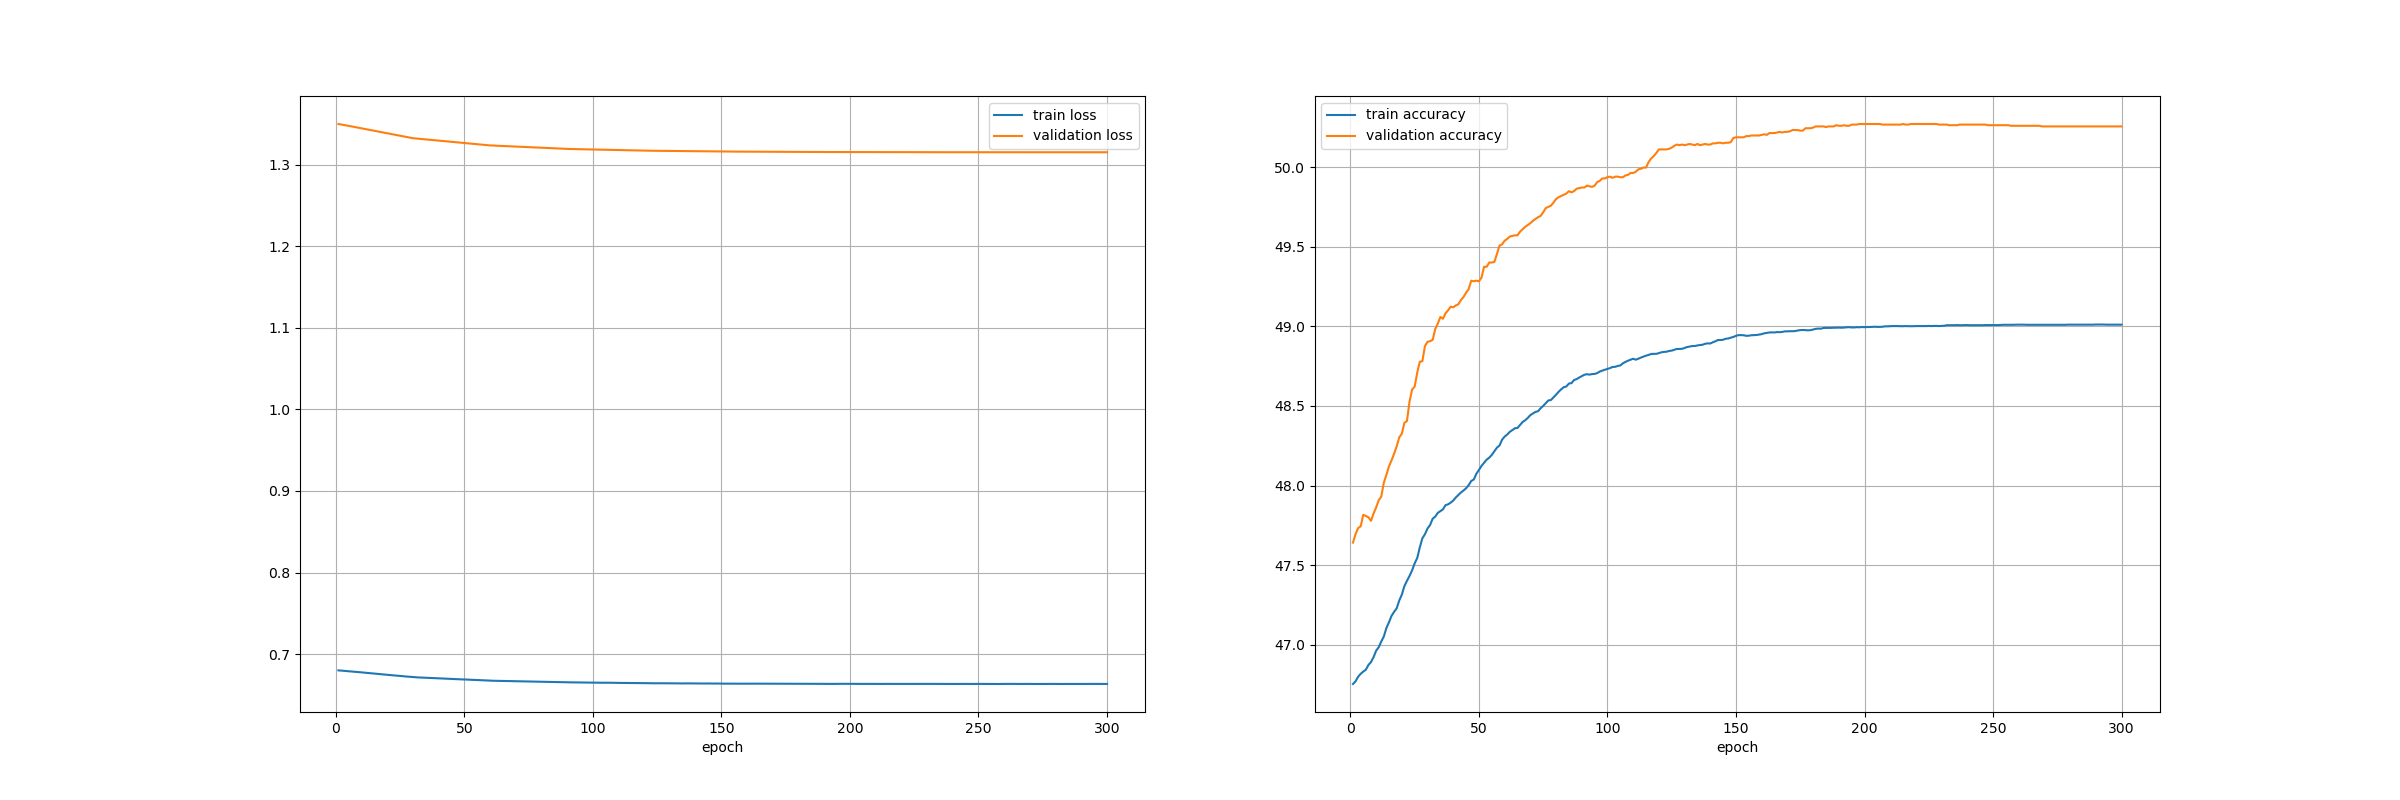 train loss
validation loss
1.3
1.2
1.1
1.0
0.9
0.8
0.7
0 50 100 150 200 250 300
epoch
train accuracy
validation accuracy
50.0
49.5
49.0
48.5
48.0
47.5
47.0
0 50 100 150 200 250 300
epoch